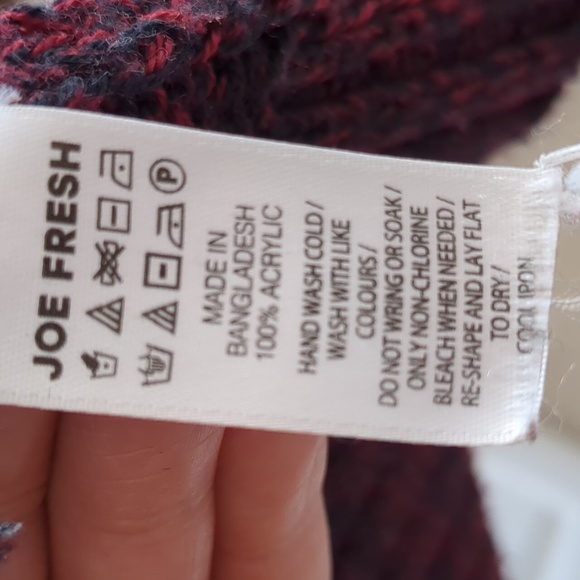 JOE FRESH
P
MADE IN
BANGLADESH
100% ACRYLIC
HAND WASH COLD /
WASH WITH LIKE
COLOURS /
DO NOT WRING OR SOAK /
ONLY NON-CHLORINE
BLEACH WHEN NEEDED /
RE-SHAPE AND LAY FLAT
TO DRY /
COOL IRON